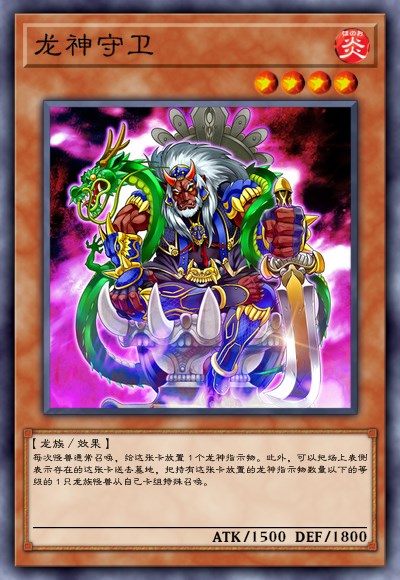 龙神守卫
ほのお
炎
【龙族／效果】
每次怪兽通常召唤，给这张卡放置1个龙神指示物。此外，可以把场上表侧
表示存在的这张卡送去墓地，把持有这张卡放置的龙神指示物数量以下的等
级的1只龙族怪兽从自己卡组特殊召唤。
ATK/1500 DEF/1800